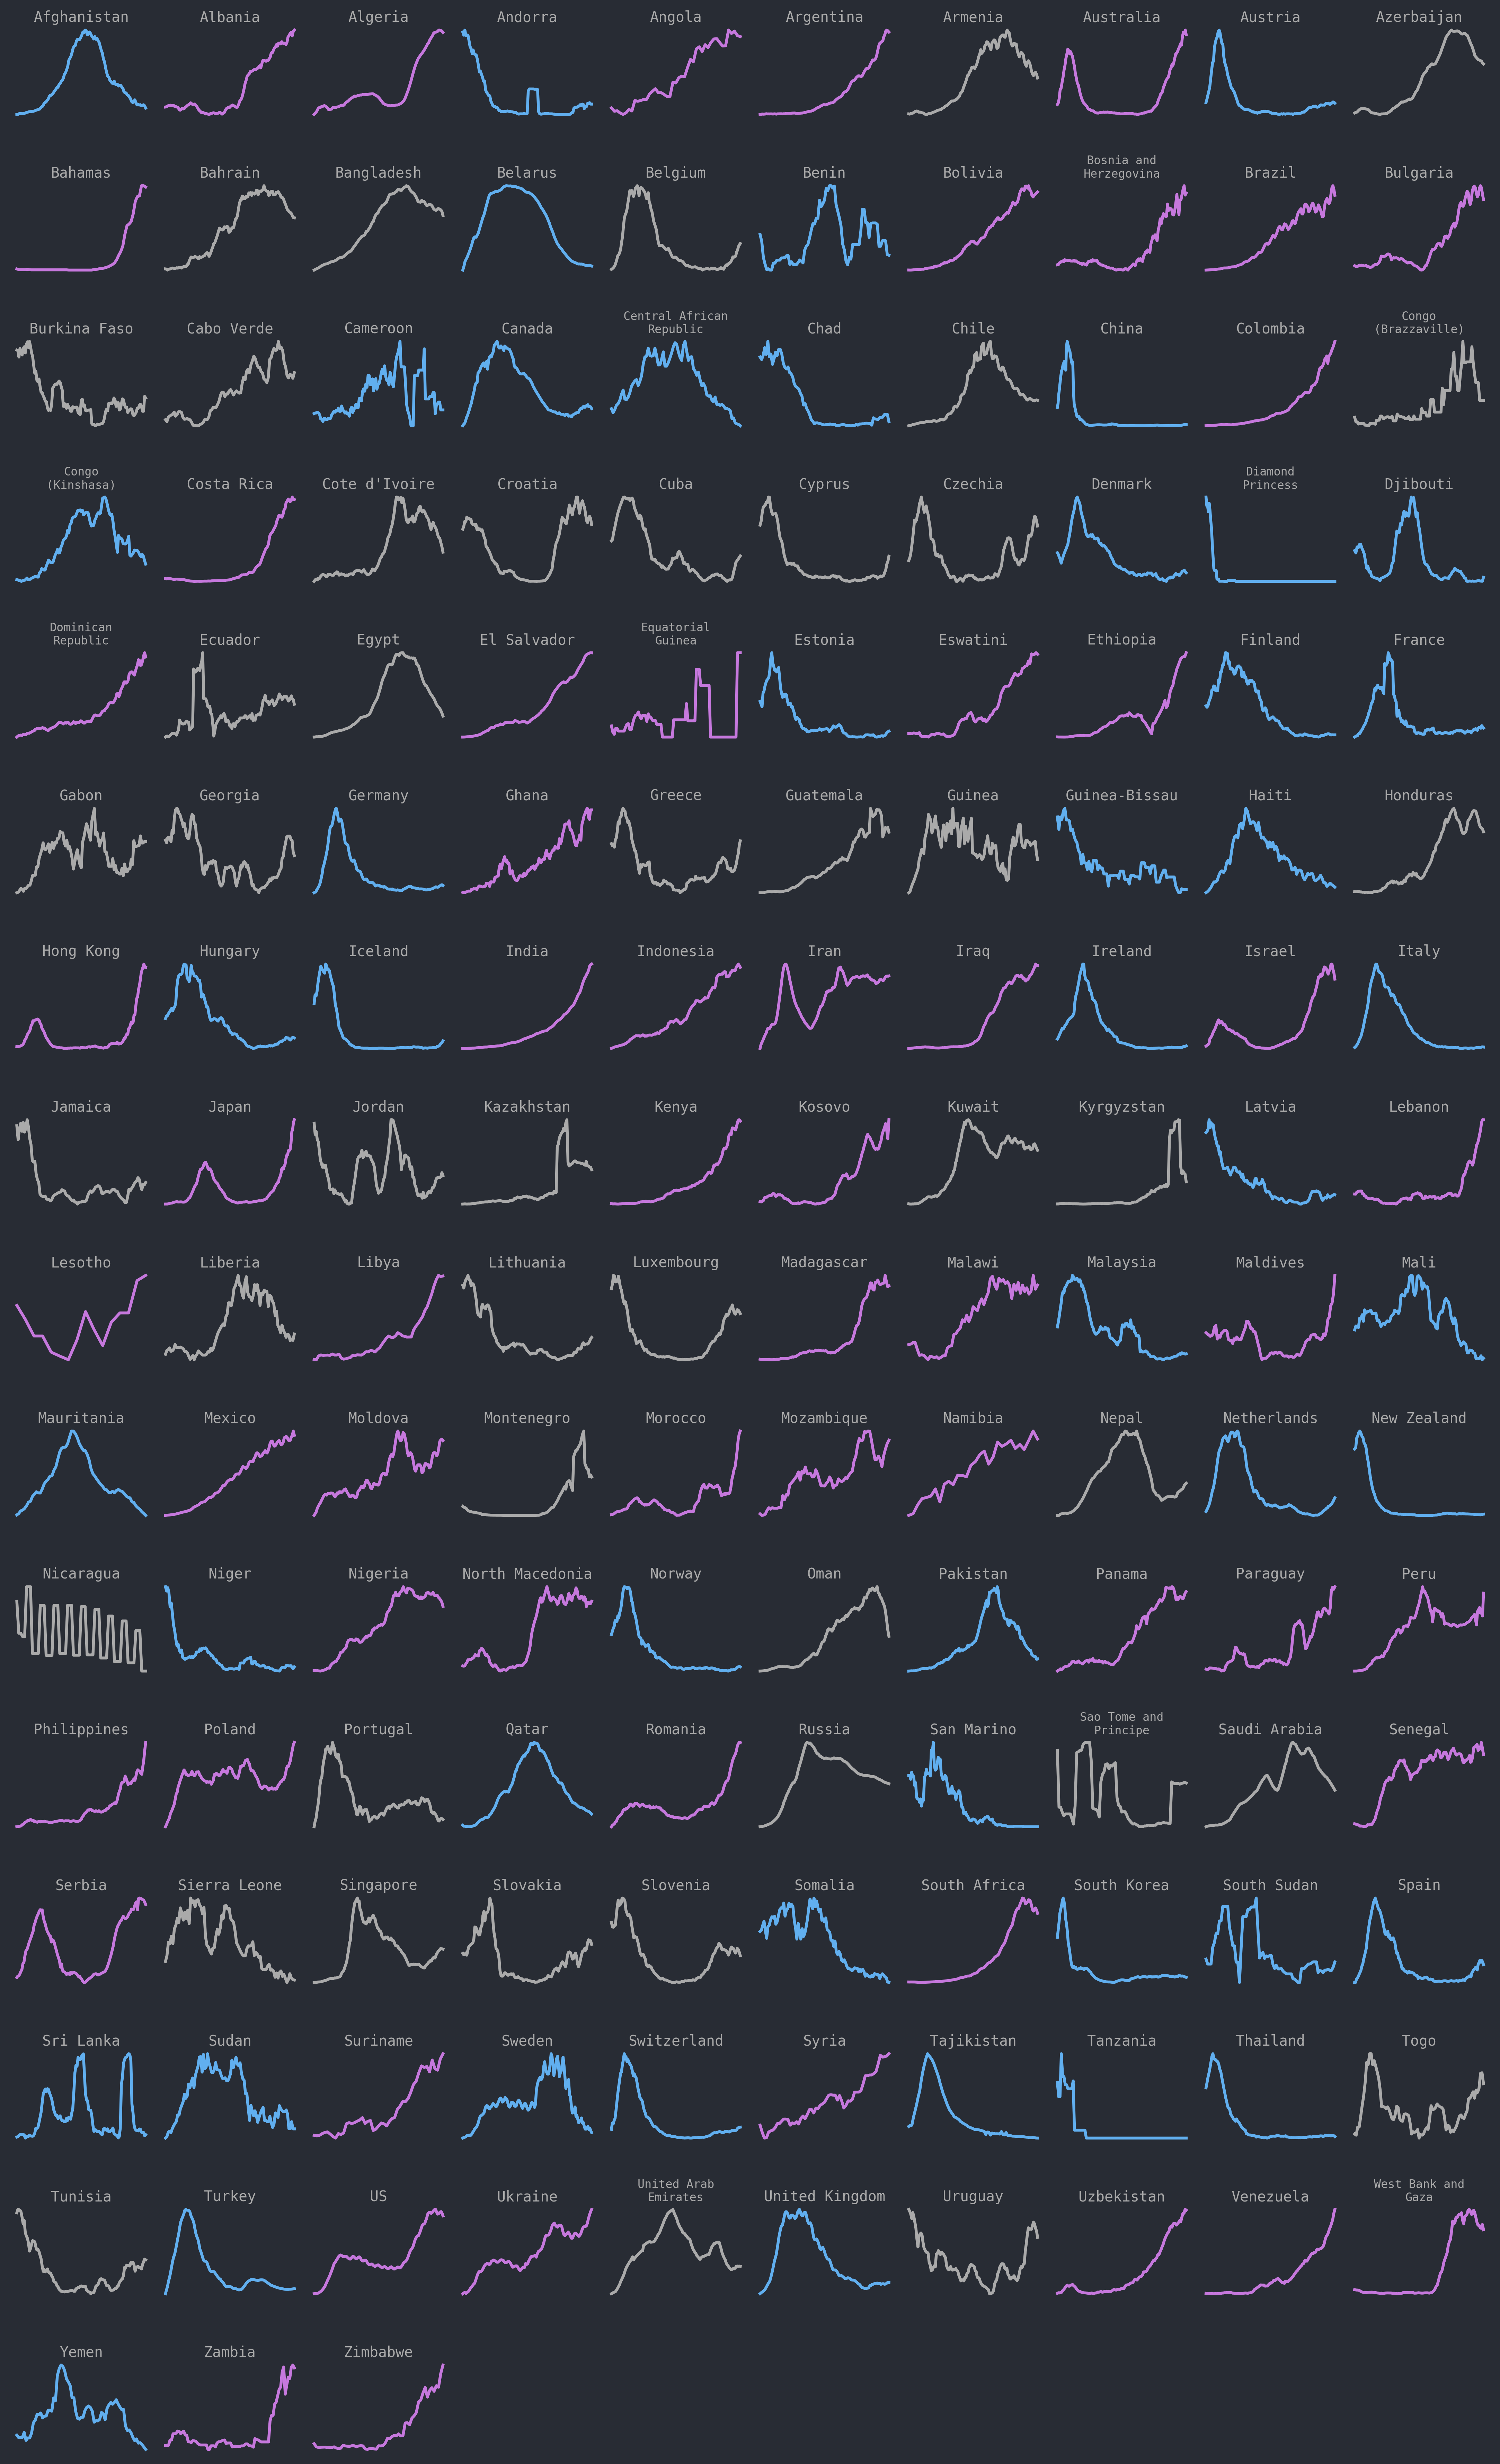 Afghanistan
Albania
Algeria
Andorra
Angola
Argentina
Armenia
Australia
Austria
Azerbaijan
Bahamas
Bahrain
Bangladesh
Belarus
Belgium
Benin
Bolivia
Bosnia and
Herzegovina
Brazil
Bulgaria
Burkina Faso
Cabo Verde
Cameroon
Canada
Central African
Republic
Chad
Chile
China
Colombia
Congo
(Brazzaville)
Congo
(Kinshasa)
Costa Rica
Cote d'Ivoire
Croatia
Cuba
Cyprus
Czechia
Denmark
Diamond
Princess
Djibouti
Dominican
Republic
Ecuador
Egypt
El Salvador
Equatorial
Guinea
Estonia
Eswatini
Ethiopia
Finland
France
Gabon
Georgia
Germany
Ghana
Greece
Guatemala
Guinea
Guinea-Bissau
Haiti
Honduras
Hong Kong
Hungary
Iceland
India
Indonesia
Iran
Iraq
Ireland
Israel
Italy
Jamaica
Japan
Jordan
Kazakhstan
Kenya
Kosovo
Kuwait
Kyrgyzstan
Latvia
Lebanon
Lesotho
Liberia
Libya
Lithuania
Luxembourg
Madagascar
Malawi
Malaysia
Maldives
Mali
Mauritania
Mexico
Moldova
Montenegro
Morocco
Mozambique
Namibia
Nepal
Netherlands
New Zealand
Nicaragua
Niger
Nigeria
North Macedonia
Norway
Oman
Pakistan
Panama
Paraguay
Peru
Philippines
Poland
Portugal
Qatar
Romania
Russia
San Marino
Sao Tome and
Principe
Saudi Arabia
Senegal
Serbia
Sierra Leone
Singapore
Slovakia
Slovenia
Somalia
South Africa
South Korea
South Sudan
Spain
Sri Lanka
Sudan
Suriname
Sweden
Switzerland
Syria
Tajikistan
Tanzania
Thailand
Togo
Tunisia
Turkey
US
Ukraine
United Arab
Emirates
United Kingdom
Uruguay
Uzbekistan
Venezuela
West Bank and
Gaza
Yemen
Zambia
Zimbabwe